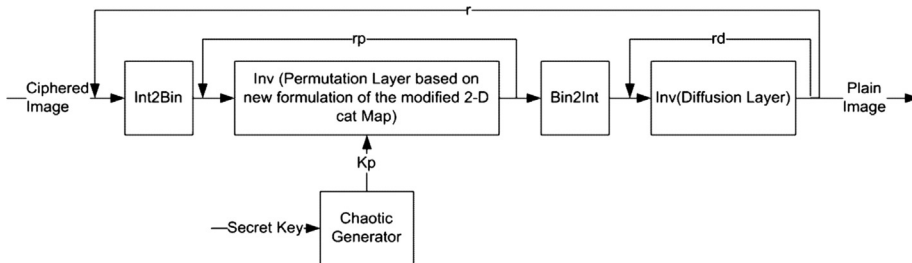 r
rp
rd
Ciphered
Image
Int2Bin
Inv (Permutation Layer based on
new formulation of the modified 2-D
cat Map)
Bin2Int
Inv(Diffusion Layer)
Plain
Image
Kp
Secret Key
Chaotic
Generator